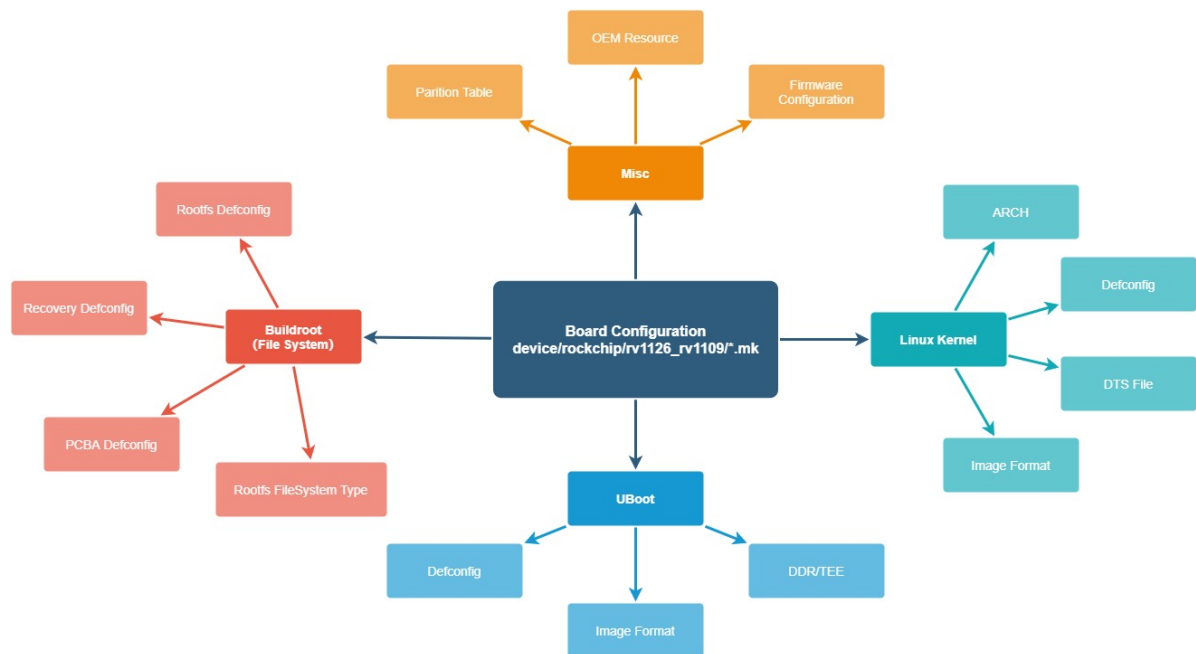 OEM Resource
Parition Table
Firmware
Configuration
Misc
Rootfs Defconfig
ARCH
Recovery Defconfig
Defconfig
Buildroot
(File System)
Board Configuration
device/rockchip/rv1126_rv1109/*.mk
Linux Kernel
DTS File
PCBA Defconfig
Image Format
Rootfs FileSystem Type
UBoot
Defconfig
DDR/TEE
Image Format